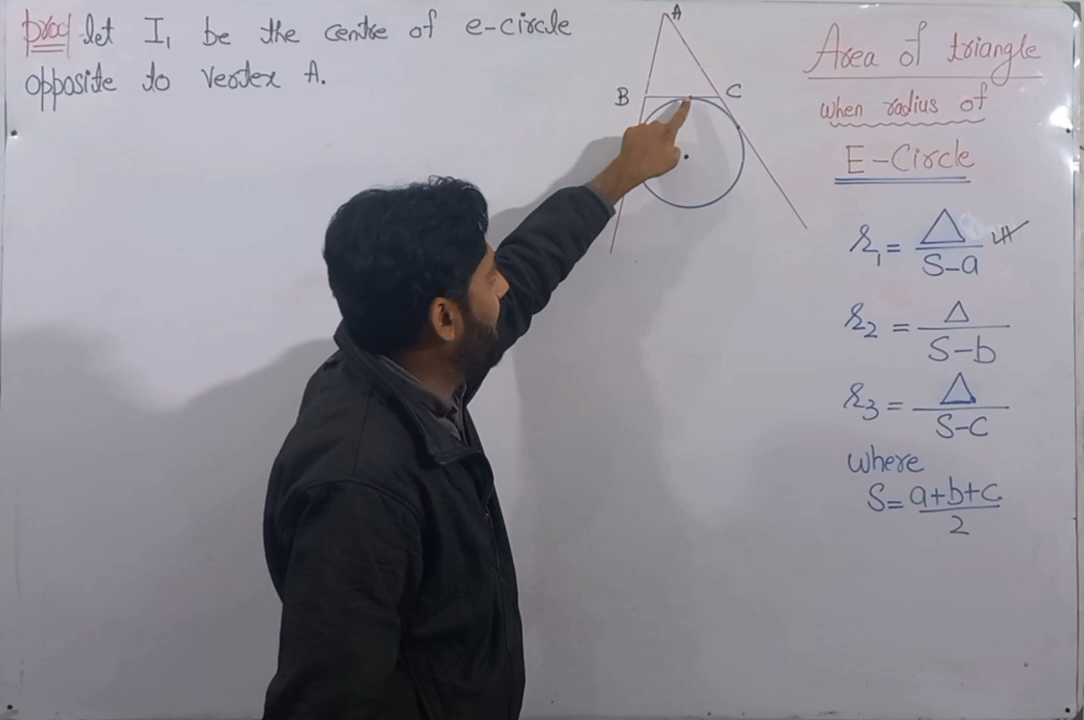 proof let I₁ be the centre of e-circle
opposite to vertex A.
A
B
C
Area of triangle
when radius of
E-Circle
r₁ = Δ/S-a
r₂ = Δ/S-b
r₃ = Δ/S-c
where
S = a+b+c/2